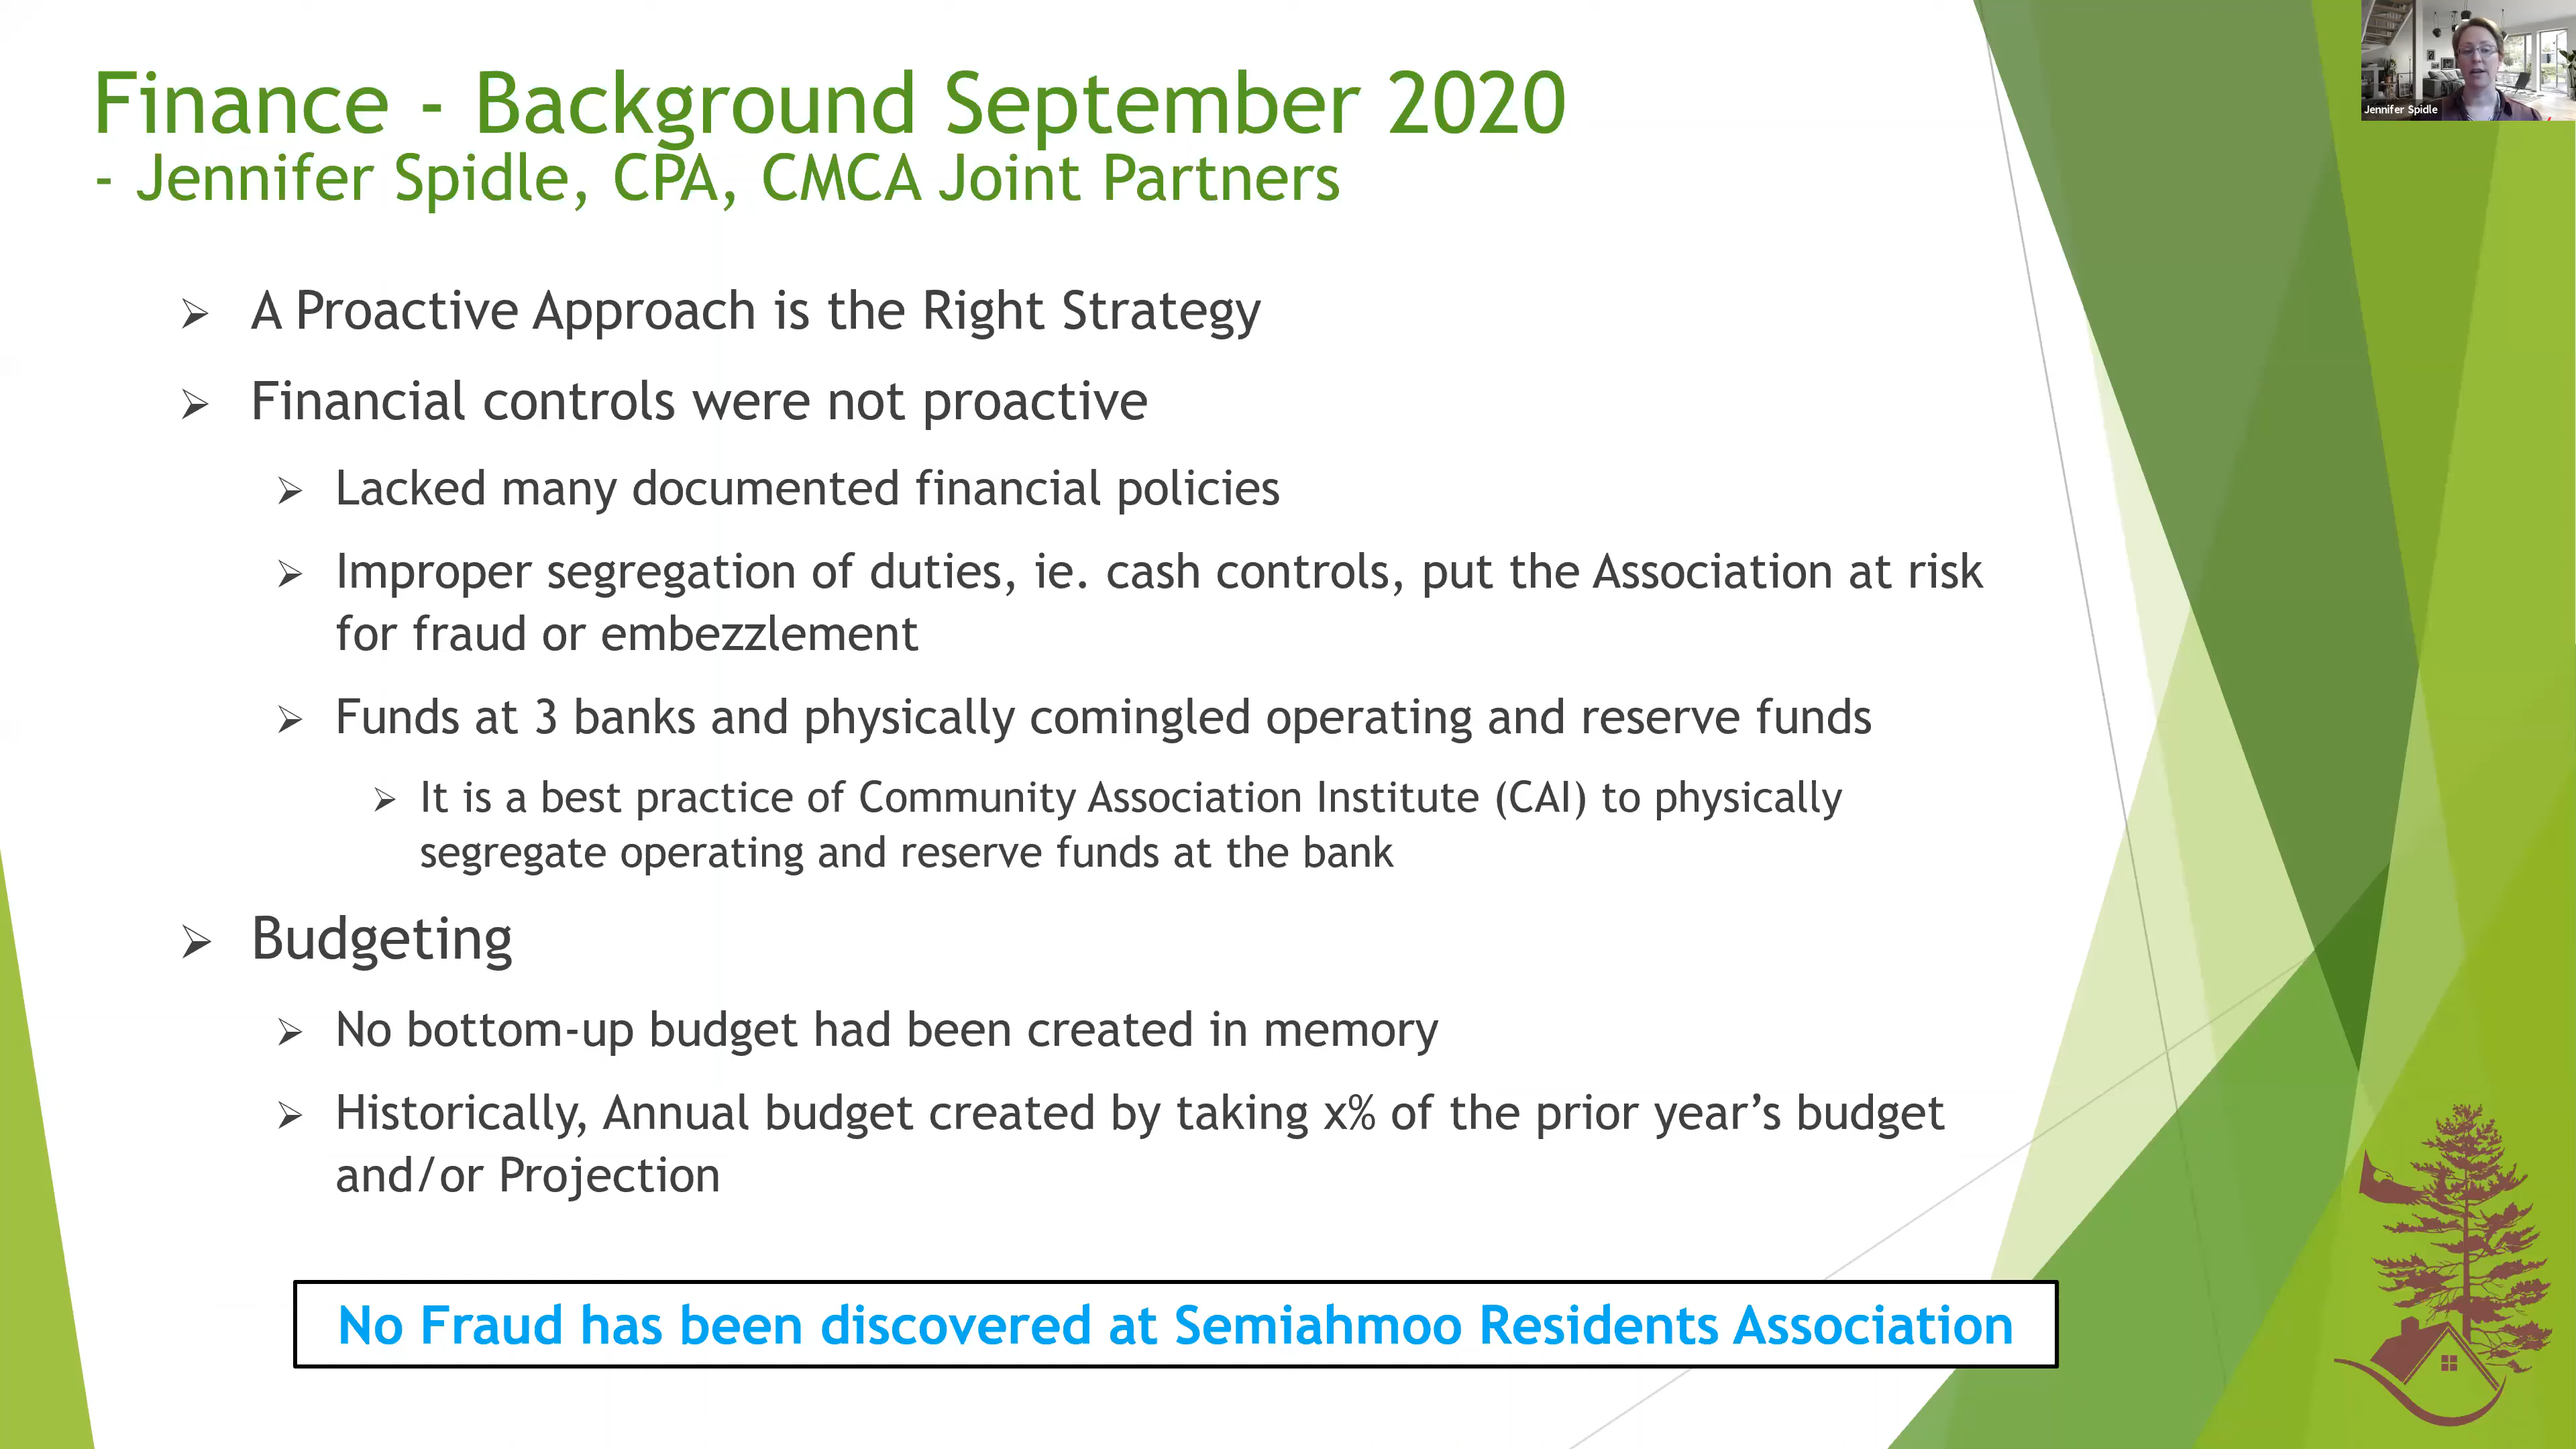 Finance - Background September 2020
- Jennifer Spidle, CPA, CMCA Joint Partners
Jennifer Spidle
A Proactive Approach is the Right Strategy
Financial controls were not proactive
Lacked many documented financial policies
Improper segregation of duties, ie. cash controls, put the Association at risk
for fraud or embezzlement
Funds at 3 banks and physically comingled operating and reserve funds
It is a best practice of Community Association Institute (CAI) to physically
segregate operating and reserve funds at the bank
Budgeting
No bottom-up budget had been created in memory
Historically, Annual budget created by taking x% of the prior year’s budget
and/or Projection
No Fraud has been discovered at Semiahmoo Residents Association